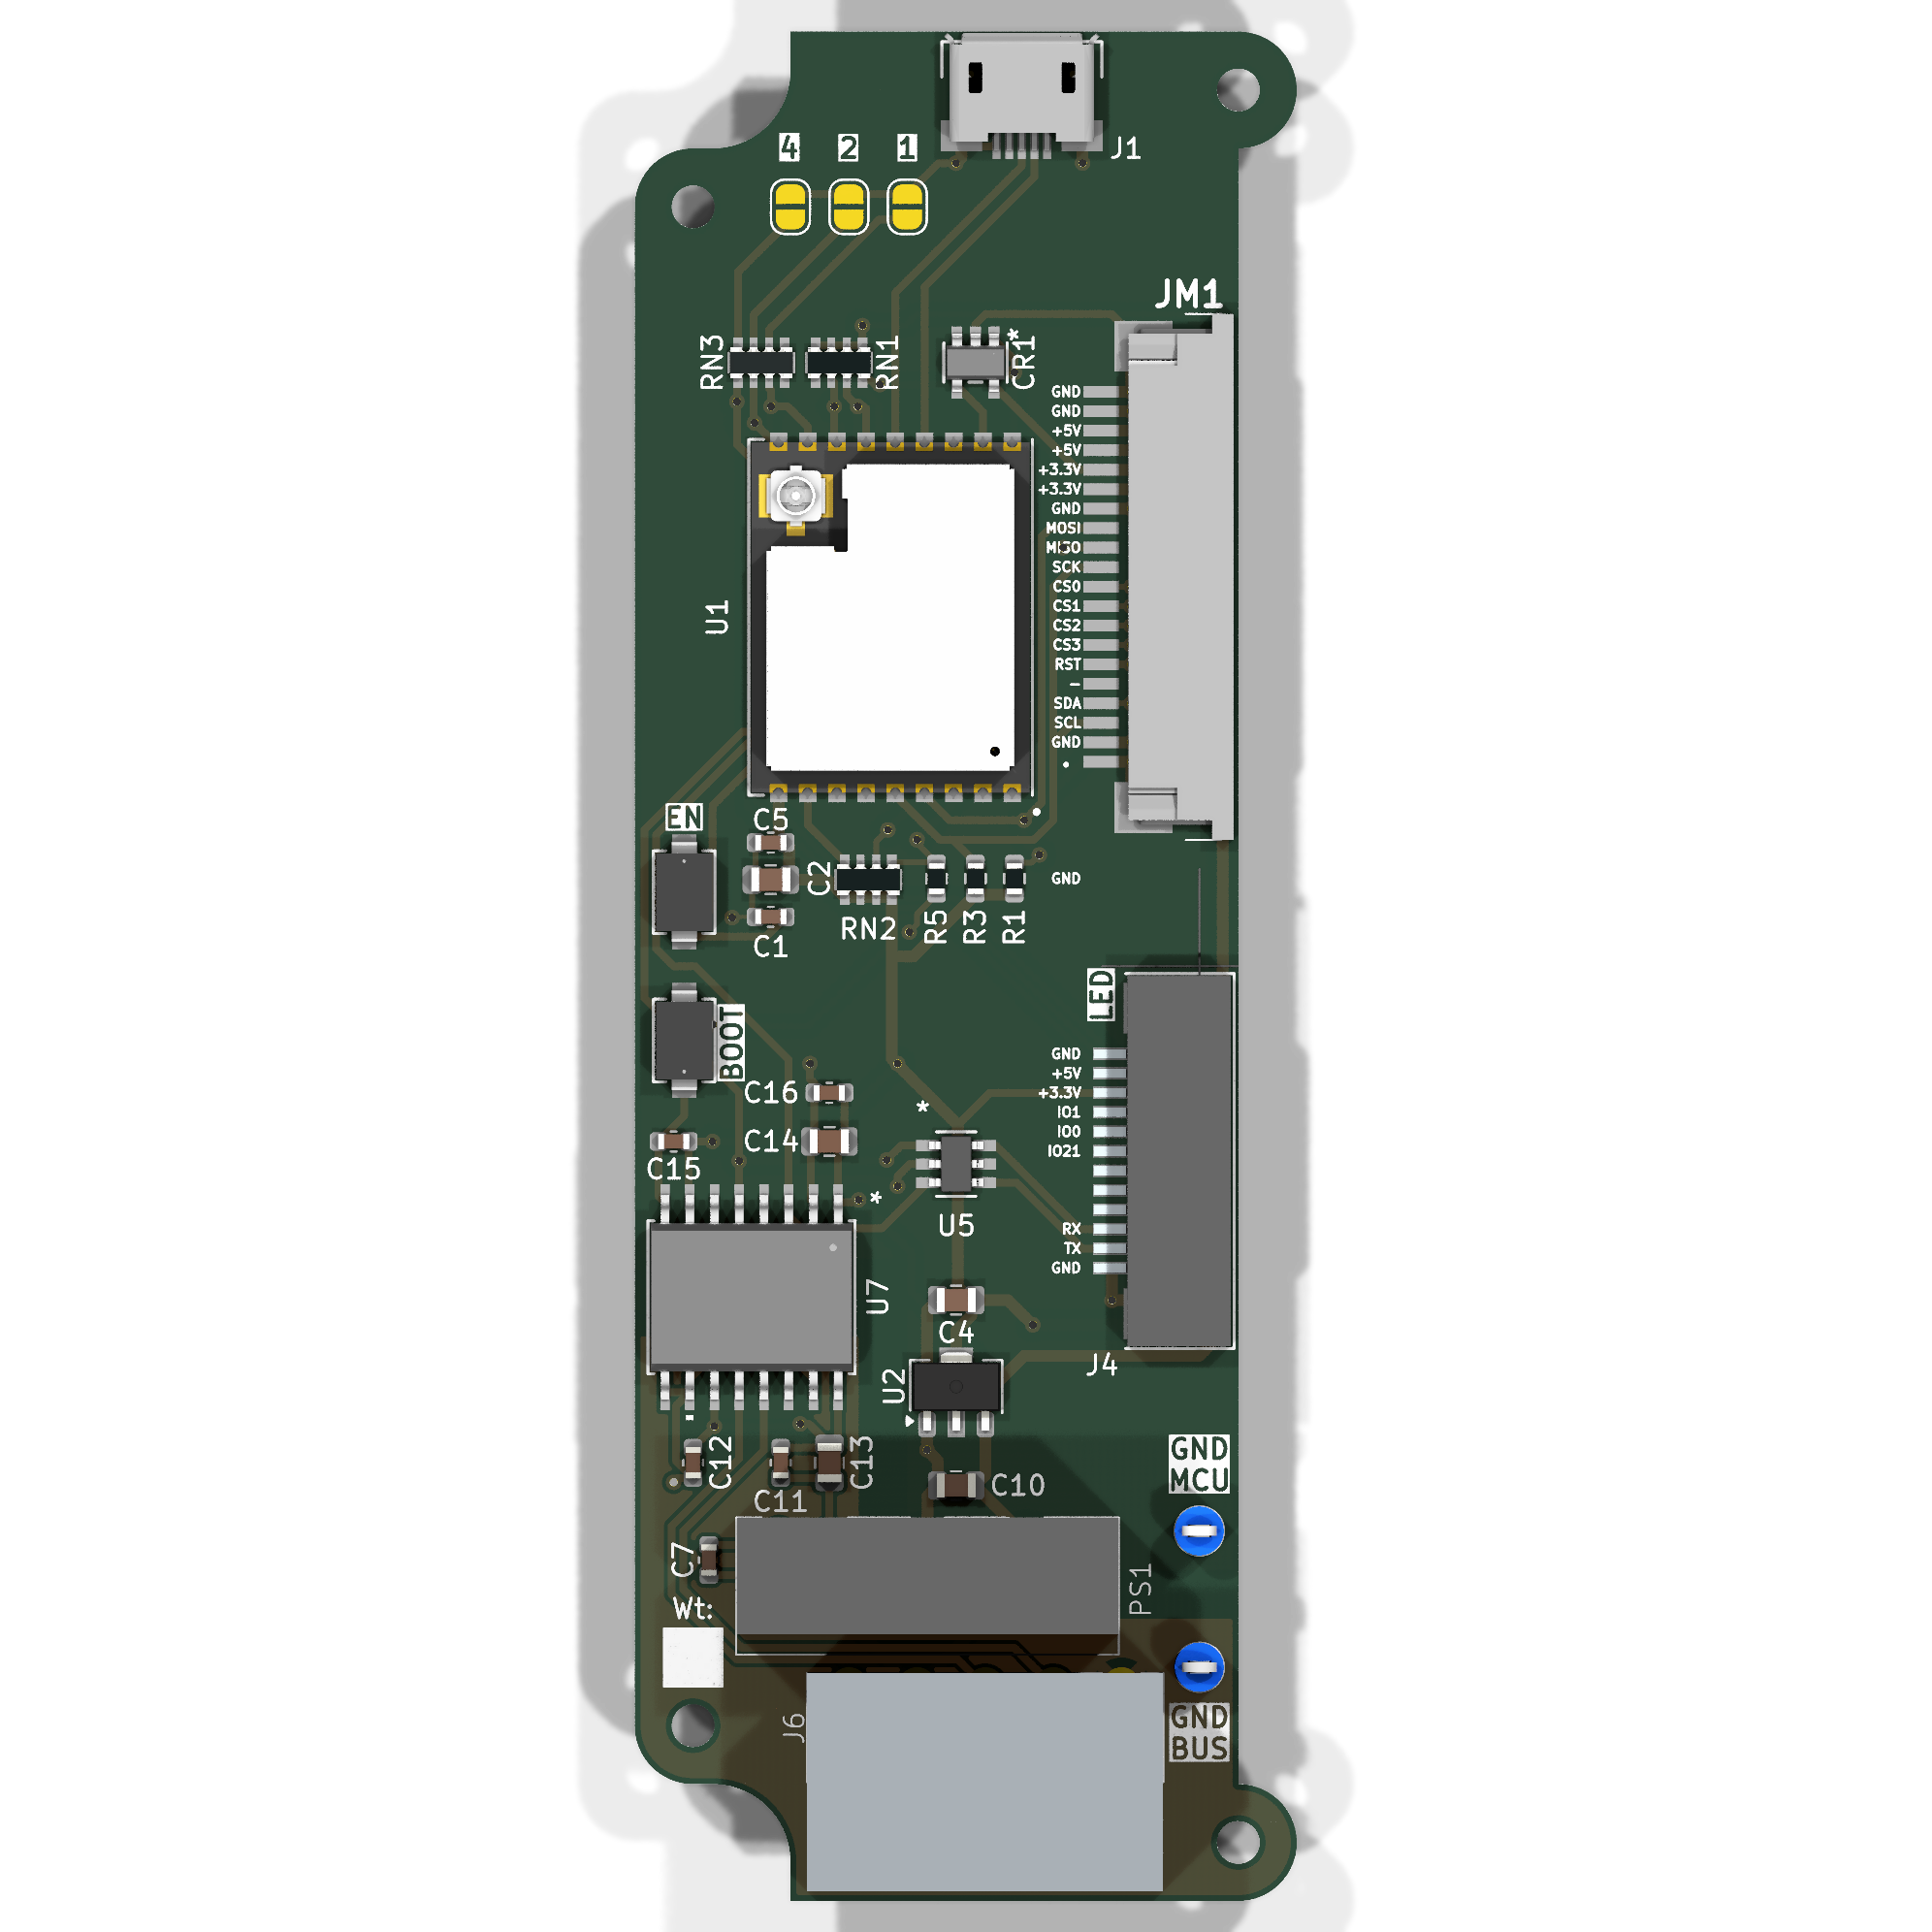 4 2 1
J1
JM1
RN3
RN1
*
CR1
GND
GND
+5V
+5V
+3.3V
+3.3V
GND
MOSI
MISO
SCK
CS0
CS1
CS2
CS3
RST
-
SDA
SCL
GND
U1
EN
C5
C2
C1
RN2
R5
R3
R1
GND
BOOT
LED
GND
+5V
+3.3V
IO1
IO0
IO21
RX
TX
GND
C16
*
C14
C15
*
U5
U7
C4
U2
J4
C12
C11
C13
C10
GND
MCU
C7
PS1
Wt:
J6
GND
BUS